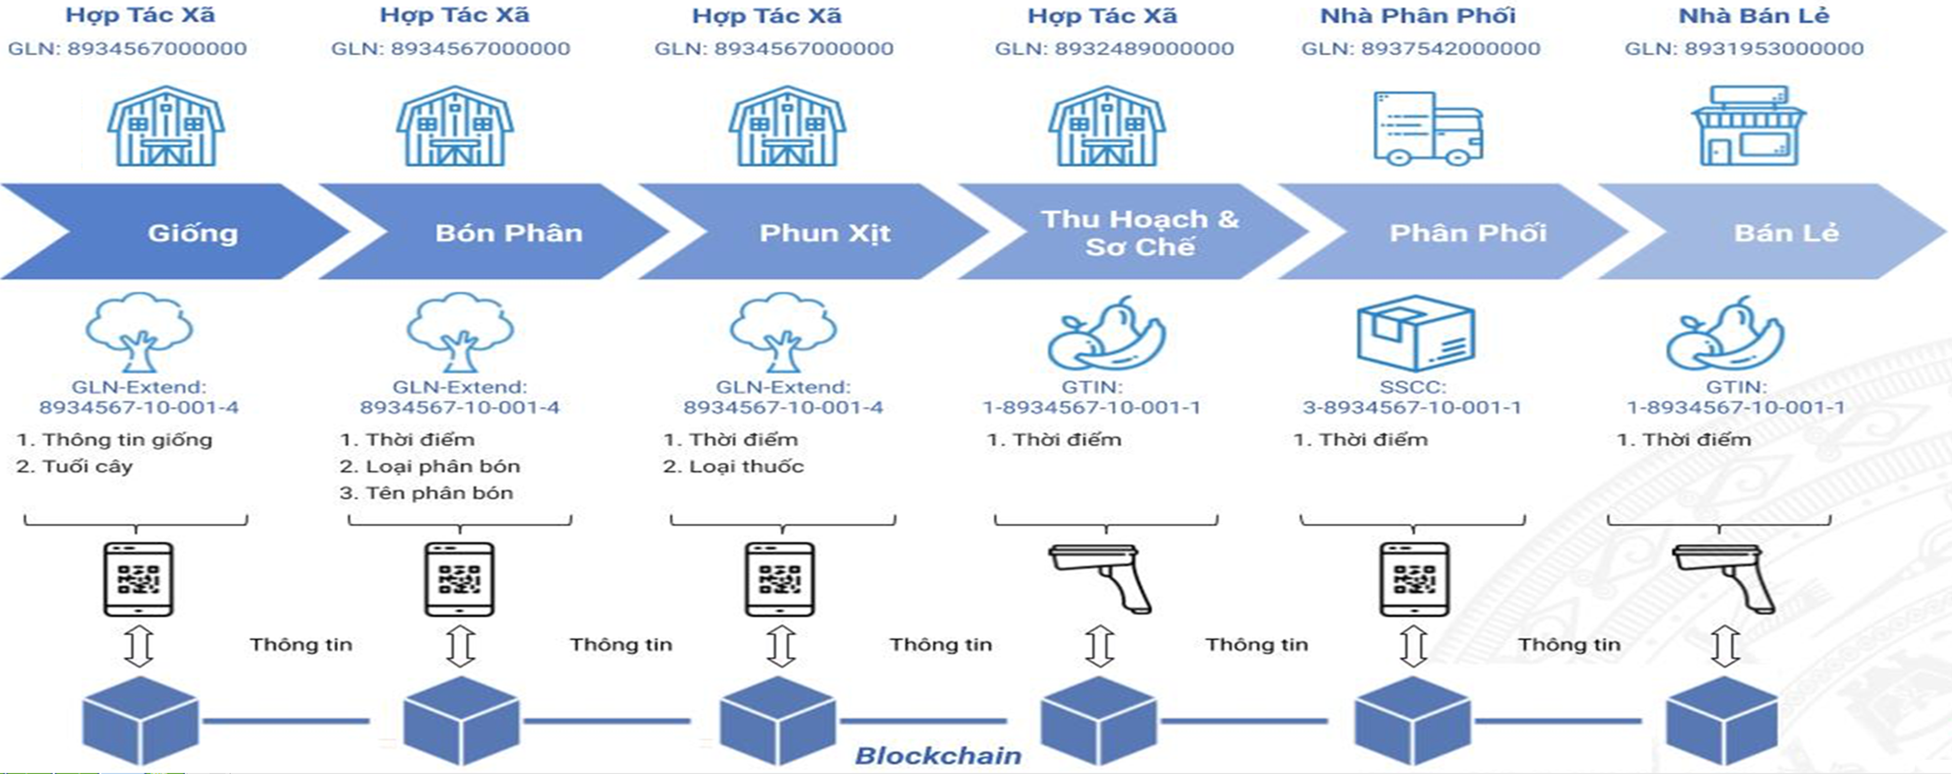 Hợp Tác Xã
GLN: 8934567000000
Hợp Tác Xã
GLN: 8934567000000
Hợp Tác Xã
GLN: 8934567000000
Hợp Tác Xã
GLN: 8932489000000
Nhà Phân Phối
GLN: 8937542000000
Nhà Bán Lẻ
GLN: 8931953000000
Giống
Bón Phân
Phun Xịt
Thu Hoạch &
Sơ Chế
Phân Phối
Bán Lẻ
GLN-Extend:
8934567-10-001-4
1. Thông tin giống
2. Tuổi cây
GLN-Extend:
8934567-10-001-4
1. Thời điểm
2. Loại phân bón
3. Tên phân bón
GLN-Extend:
8934567-10-001-4
1. Thời điểm
2. Loại thuốc
GTIN:
1-8934567-10-001-1
1. Thời điểm
SSCC:
3-8934567-10-001-1
1. Thời điểm
GTIN:
1-8934567-10-001-1
1. Thời điểm
Thông tin
Thông tin
Thông tin
Thông tin
Thông tin
Blockchain